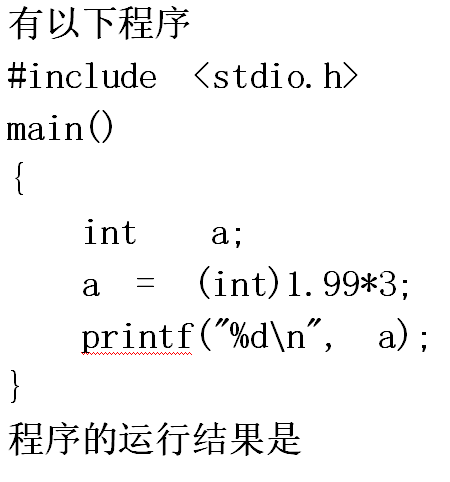 有以下程序
#include <stdio.h>
main()
{
    int  a;
    a = (int)1.99*3;
    printf("%d\n", a);
}
程序的运行结果是